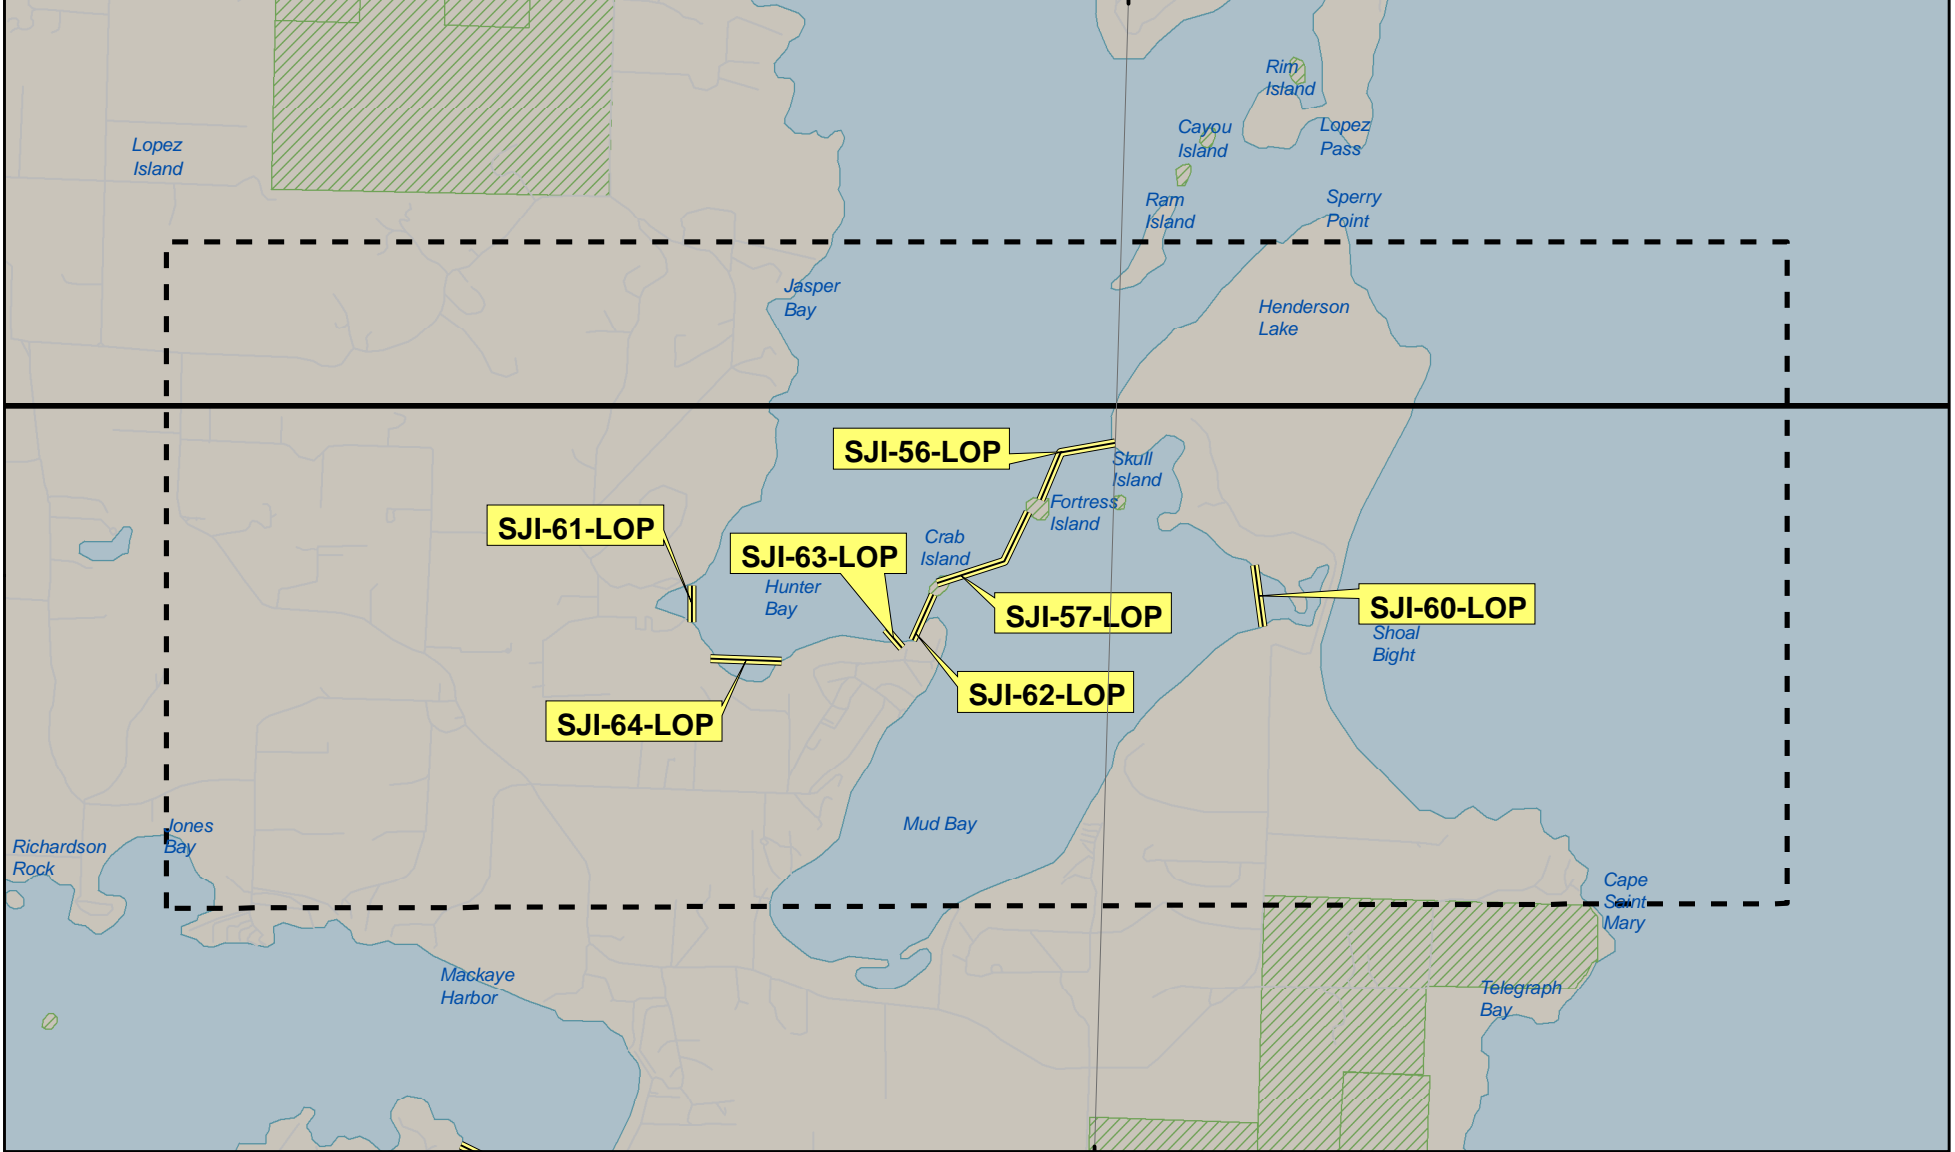 Rim
Island
Cayou
Island
Lopez
Pass
Lopez
Island
Ram
Island
Sperry
Point
Jasper
Bay
Henderson
Lake
SJI-56-LOP
Skull
Island
Fortress
Island
SJI-61-LOP
SJI-63-LOP
Crab
Island
Hunter
Bay
SJI-57-LOP
SJI-60-LOP
Shoal
Bight
SJI-62-LOP
SJI-64-LOP
Mud Bay
Jones
Bay
Richardson
Rock
Cape
Saint
Mary
Mackaye
Harbor
Telegraph
Bay